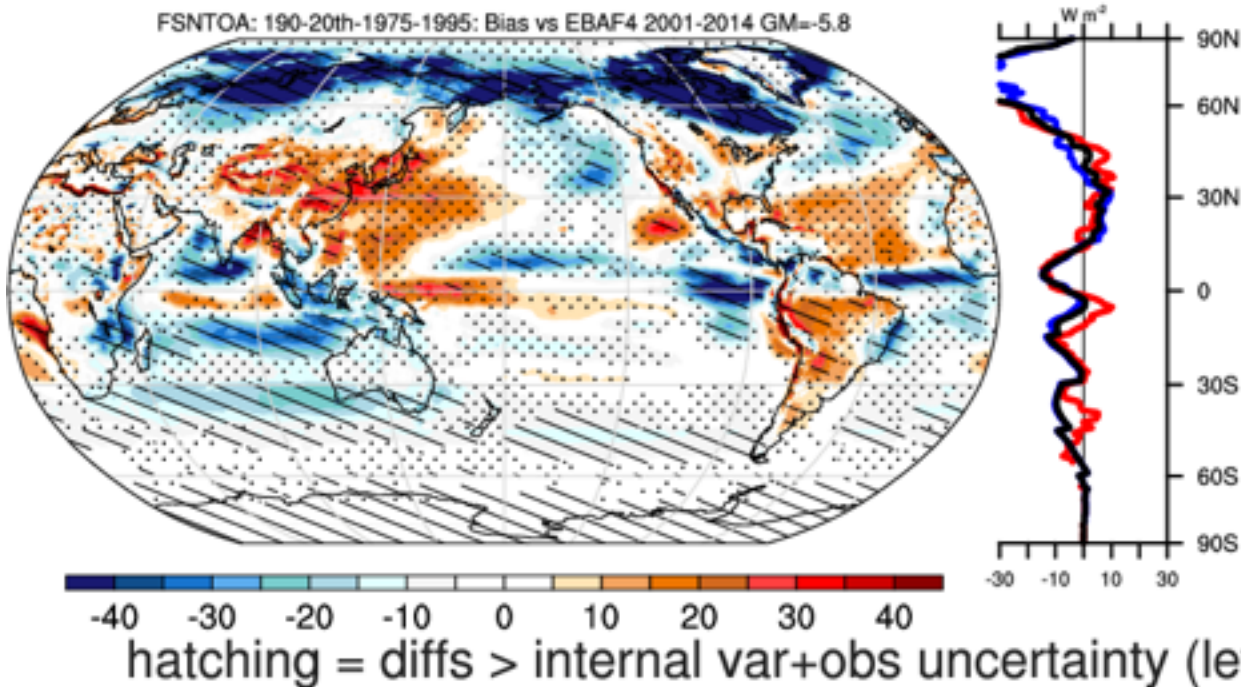 FSNTOA: 190-20th-1975-1995: Bias vs EBAF4 2001-2014 GM=-5.8
W m⁻²
90N
60N
30N
0
30S
60S
90S
-30 -10 10 30
-40 -30 -20 -10 0 10 20 30 40
hatching = diffs > internal var+obs uncertainty (le